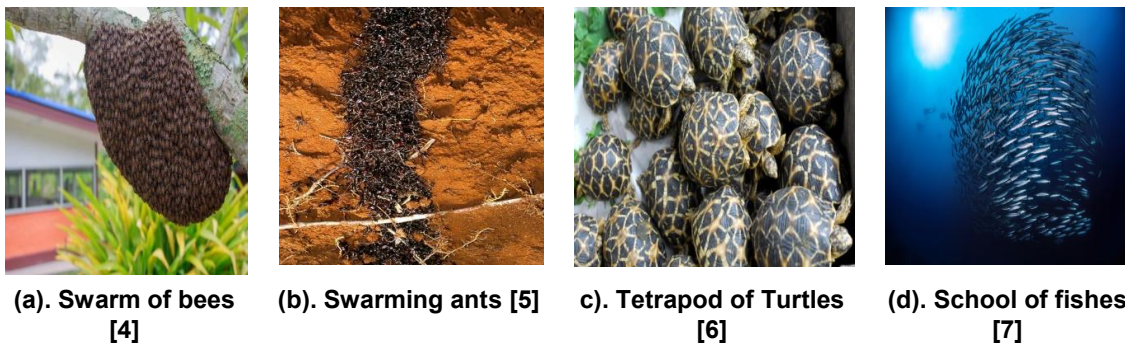 (a). Swarm of bees
[4]
(b). Swarming ants [5]
c). Tetrapod of Turtles
[6]
(d). School of fishes
[7]